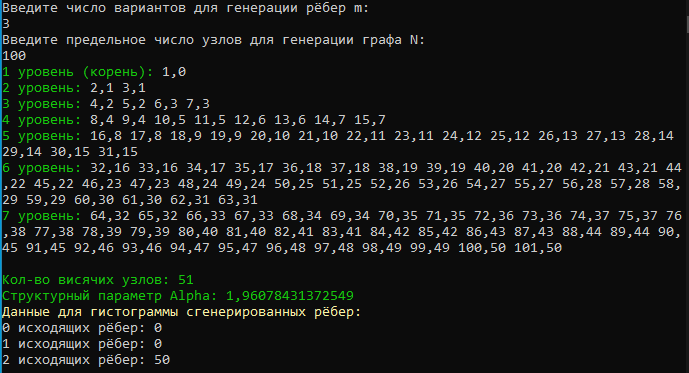 Введите число вариантов для генерации рёбер m:
3
Введите предельное число узлов для генерации графа N:
100
1 уровень (корень): 1,0
2 уровень: 2,1 3,1
3 уровень: 4,2 5,2 6,3 7,3
4 уровень: 8,4 9,4 10,5 11,5 12,6 13,6 14,7 15,7
5 уровень: 16,8 17,8 18,9 19,9 20,10 21,10 22,11 23,11 24,12 25,12 26,13 27,13 28,14
29,14 30,15 31,15
6 уровень: 32,16 33,16 34,17 35,17 36,18 37,18 38,19 39,19 40,20 41,20 42,21 43,21 44
,22 45,22 46,23 47,23 48,24 49,24 50,25 51,25 52,26 53,26 54,27 55,27 56,28 57,28 58,
29 59,29 60,30 61,30 62,31 63,31
7 уровень: 64,32 65,32 66,33 67,33 68,34 69,34 70,35 71,35 72,36 73,36 74,37 75,37 76
,38 77,38 78,39 79,39 80,40 81,40 82,41 83,41 84,42 85,42 86,43 87,43 88,44 89,44 90,
45 91,45 92,46 93,46 94,47 95,47 96,48 97,48 98,49 99,49 100,50 101,50
Кол-во висячих узлов: 51
Структурный параметр Alpha: 1,96078431372549
Данные для гистограммы сгенерированных рёбер:
0 исходящих рёбер: 0
1 исходящих рёбер: 0
2 исходящих рёбер: 50